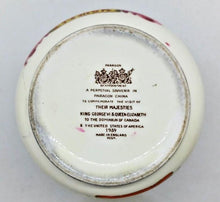 PARAGON
A PERPETUAL SOUVENIR IN
PARAGON CHINA
TO COMMEMORATE THE VISIT OF
THEIR MAJESTIES
KING GEORGE VI & QUEEN ELIZABETH
TO THE DOMINION OF CANADA
& THE UNITED STATES OF AMERICA
1939
MADE IN ENGLAND